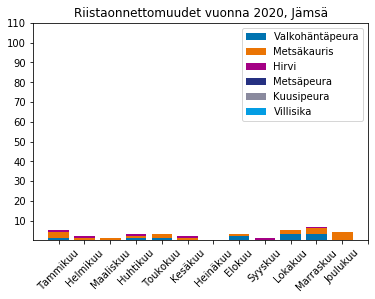 Riistaonnettomuudet vuonna 2020, Jämsä
110
100
90
80
70
60
50
40
30
20
10
Valkohäntäpeura
Metsäkauris
Hirvi
Metsäpeura
Kuusipeura
Villisika
Tammikuu
Helmikuu
Maaliskuu
Huhtikuu
Toukokuu
Kesäkuu
Heinäkuu
Elokuu
Syyskuu
Lokakuu
Marraskuu
Joulukuu